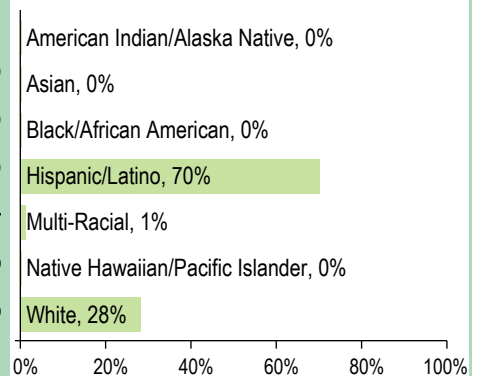 American Indian/Alaska Native, 0%
Asian, 0%
Black/African American, 0%
Hispanic/Latino, 70%
Multi-Racial, 1%
Native Hawaiian/Pacific Islander, 0%
White, 28%
0% 20% 40% 60% 80% 100%